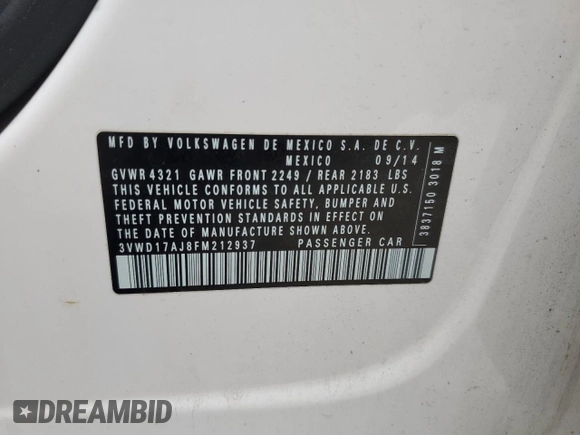 MFD BY VOLKSWAGEN DE MEXICO S.A. DE C.V.
MEXICO 09/14
GVWR 4321 GAWR FRONT 2249 / REAR 2183 LBS
THIS VEHICLE CONFORMS TO ALL APPLICABLE U.S.
FEDERAL MOTOR VEHICLE SAFETY, BUMPER AND
THEFT PREVENTION STANDARDS IN EFFECT ON
THE DATE OF MANUFACTURE SHOWN ABOVE.
3VWD17AJ8FM212937 PASSENGER CAR
3837150 3018 M
DREAMBID